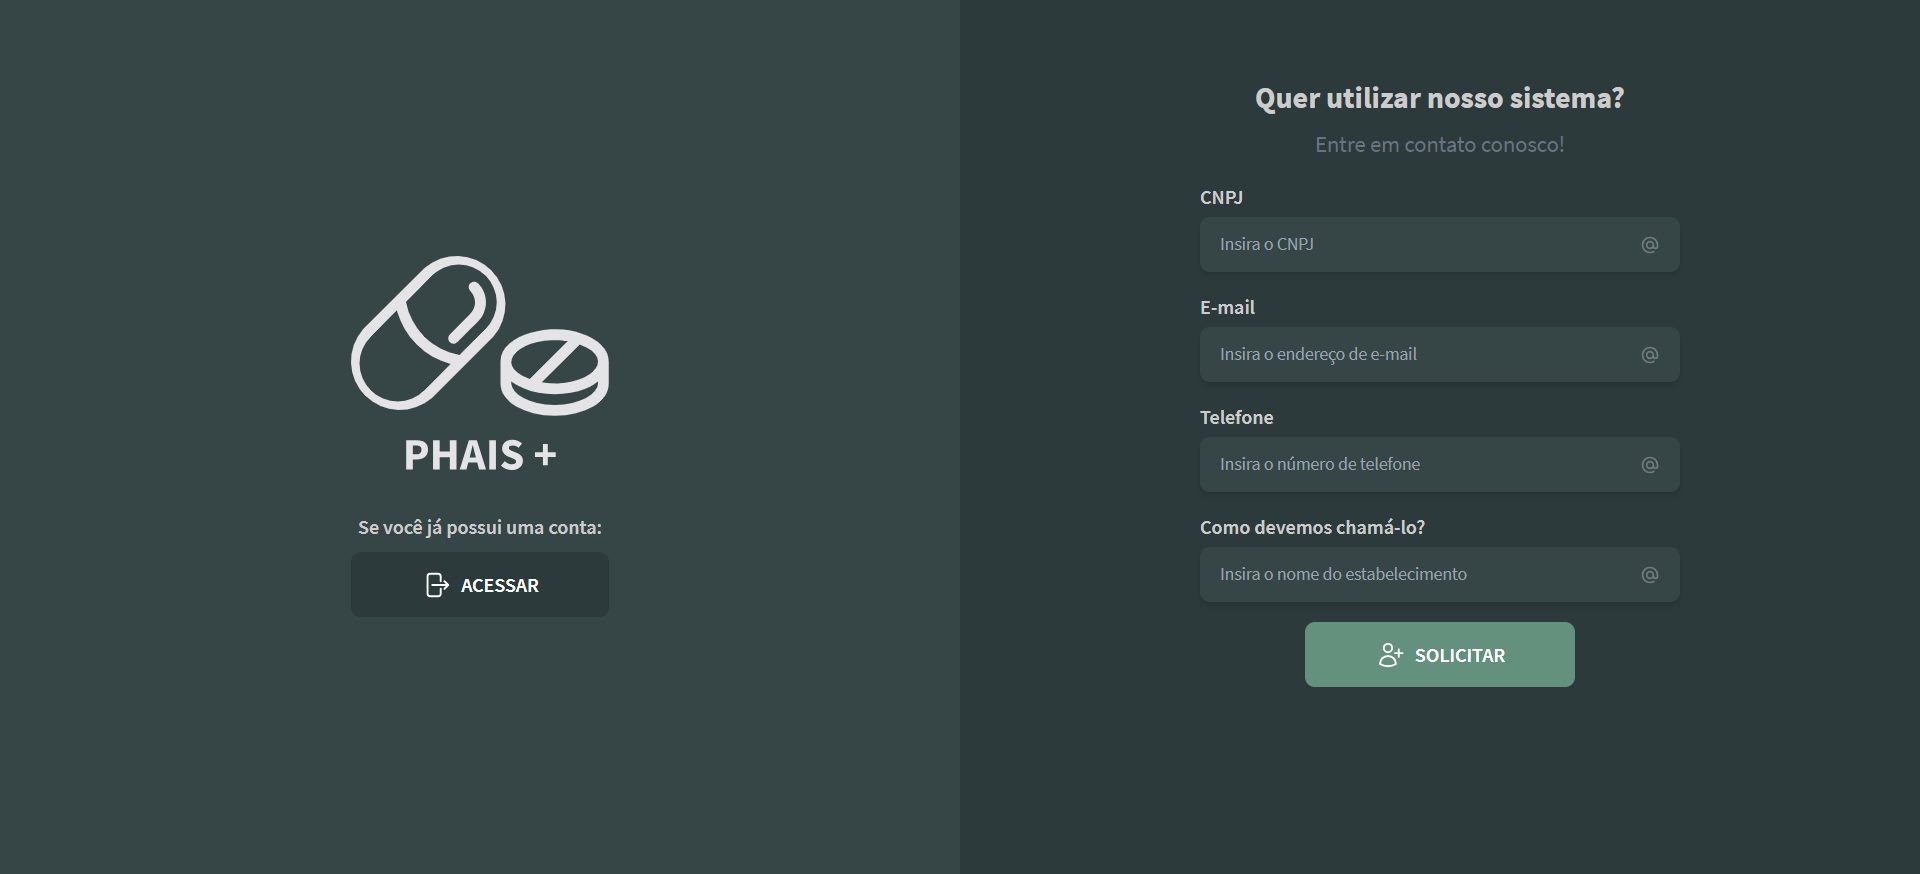 PHAIS +
Se você já possui uma conta:
ACESSAR
Quer utilizar nosso sistema?
Entre em contato conosco!
CNPJ
Insira o CNPJ @
E-mail
Insira o endereço de e-mail @
Telefone
Insira o número de telefone @
Como devemos chamá-lo?
Insira o nome do estabelecimento @
SOLICITAR